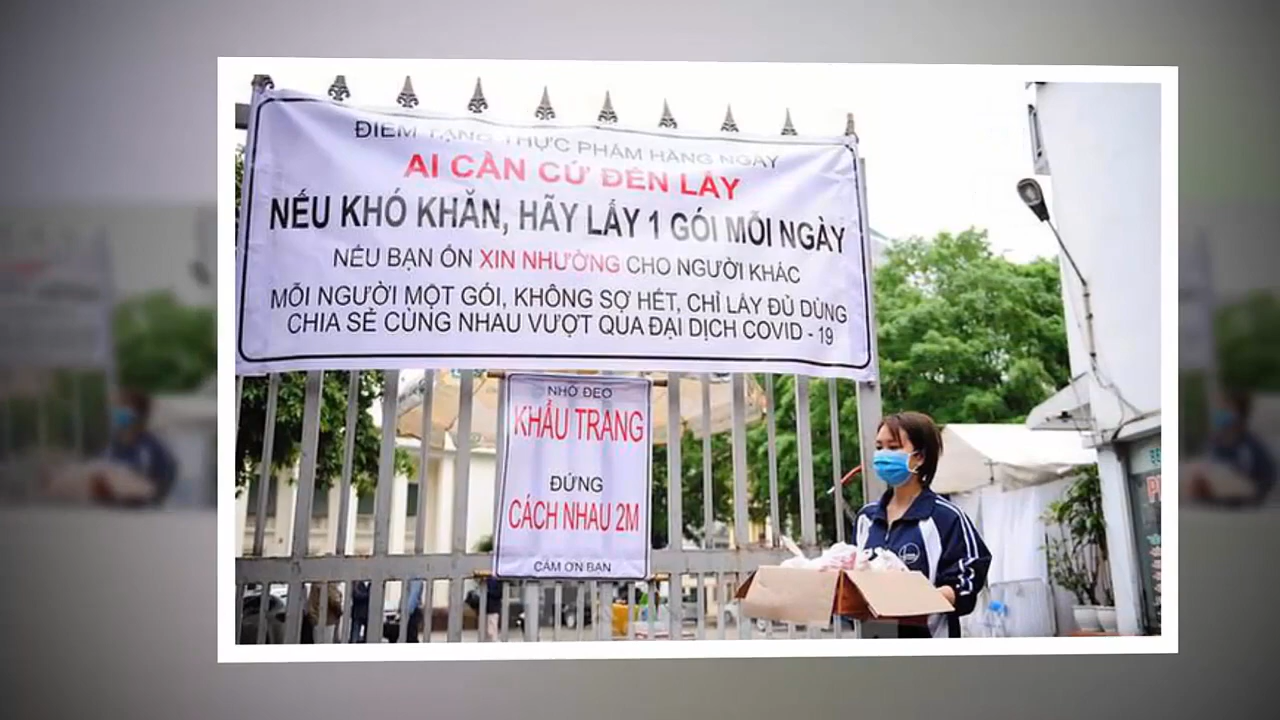 ĐIỂM TẶNG THỰC PHẨM HÀNG NGÀY
AI CẦN CỨ ĐẾN LẤY
NẾU KHÓ KHĂN, HÃY LẤY 1 GÓI MỖI NGÀY
NẾU BẠN ỔN XIN NHƯỜNG CHO NGƯỜI KHÁC
MỖI NGƯỜI MỘT GÓI, KHÔNG SỢ HẾT, CHỈ LẤY ĐỦ DÙNG
CHIA SẺ CÙNG NHAU VƯỢT QUA ĐẠI DỊCH COVID - 19
NHỚ ĐEO
KHẨU TRANG
ĐỨNG
CÁCH NHAU 2M
CẢM ƠN BẠN